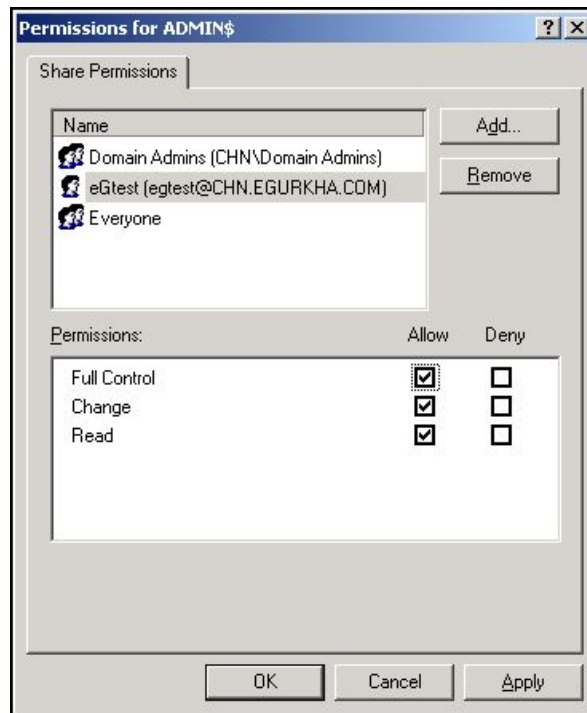 Permissions for ADMIN$
Share Permissions
Name
Domain Admins (CHN\Domain Admins)
eGtest (egtest@CHN.EGURKHA.COM)
Everyone
Add...
Remove
Permissions: Allow Deny
Full Control
Change
Read
OK Cancel Apply